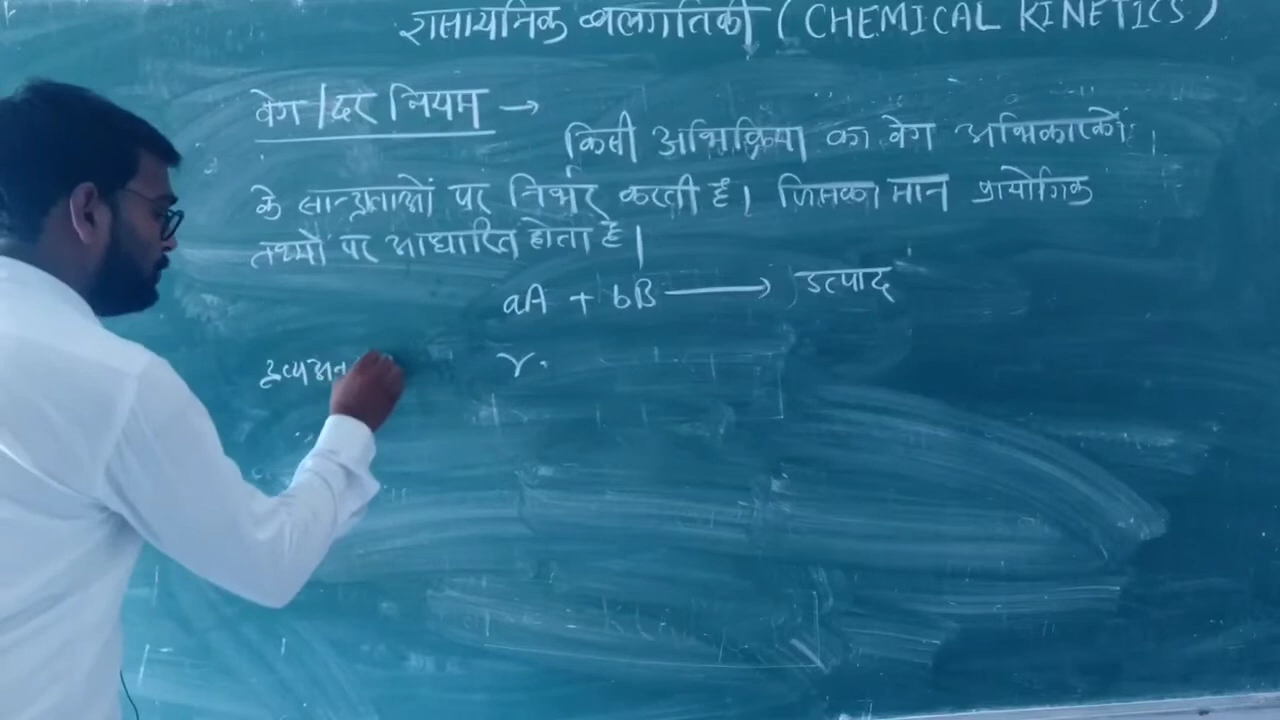 रासायनिक बलगतिकी (CHEMICAL KINETICS)
वेग/दर नियम →
किसी अभिक्रिया का वेग अभिकारकों
के सान्द्रताओं पर निर्भर करती है। जिसका मान प्रायोगिक
तथ्यों पर आधारित होता है।
aA + bB ⟶ उत्पाद
r